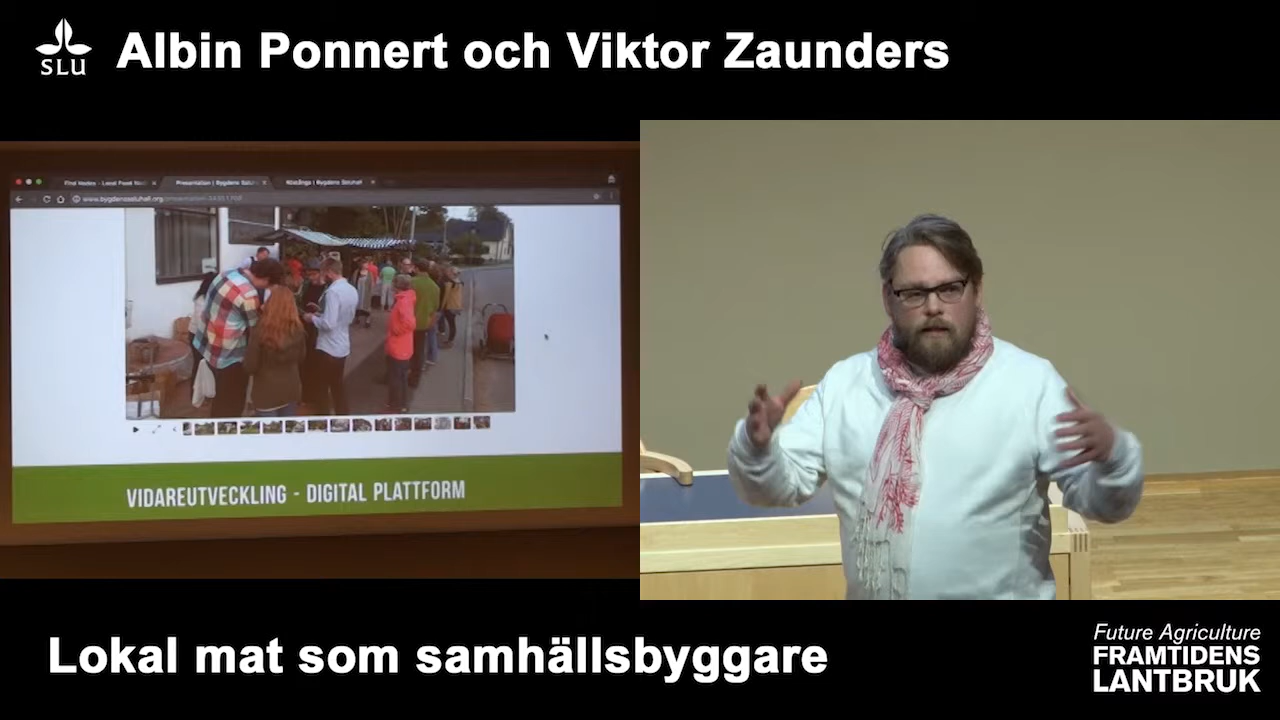 SLU
Albin Ponnert och Viktor Zaunders
VIDAREUTVECKLING - DIGITAL PLATTFORM
Lokal mat som samhällsbyggare
Future Agriculture
FRAMTIDENS
LANTBRUK